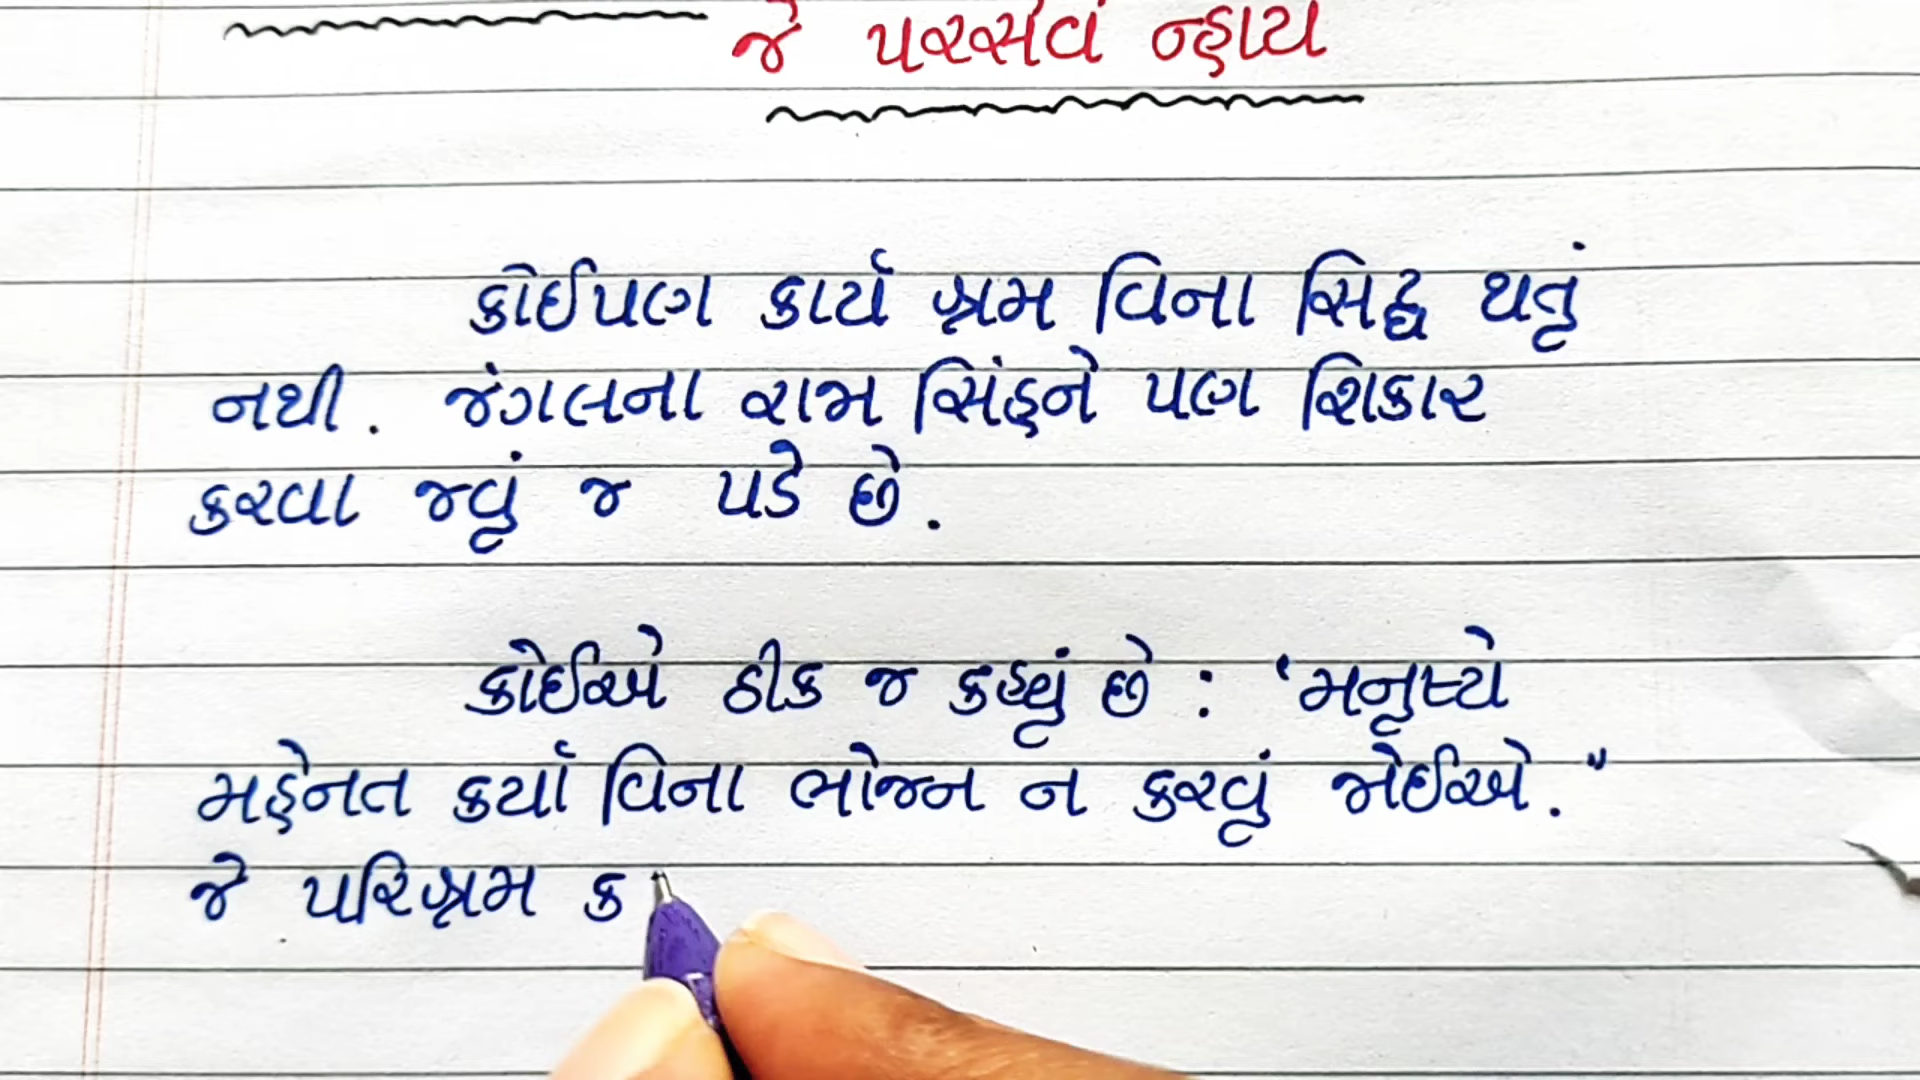 જે પરસેવે ન્હાય
કોઈપણ કાર્ય શ્રમ વિના સિદ્ધ થતું
નથી. જંગલના રાજા સિંહને પણ શિકાર
કરવા જવું જ પડે છે.
કોઈએ ઠીક જ કહ્યું છે : ‘મનુષ્યે
મહેનત કર્યા વિના ભોજન ન કરવું જોઈએ.”
જે પરિશ્રમ ક